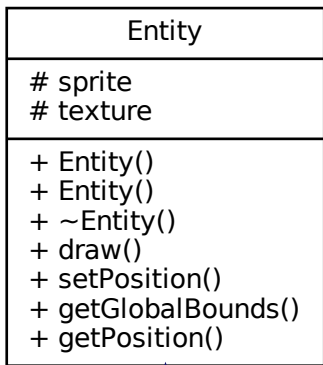 Entity
# sprite
# texture
+ Entity()
+ Entity()
+ ~Entity()
+ draw()
+ setPosition()
+ getGlobalBounds()
+ getPosition()